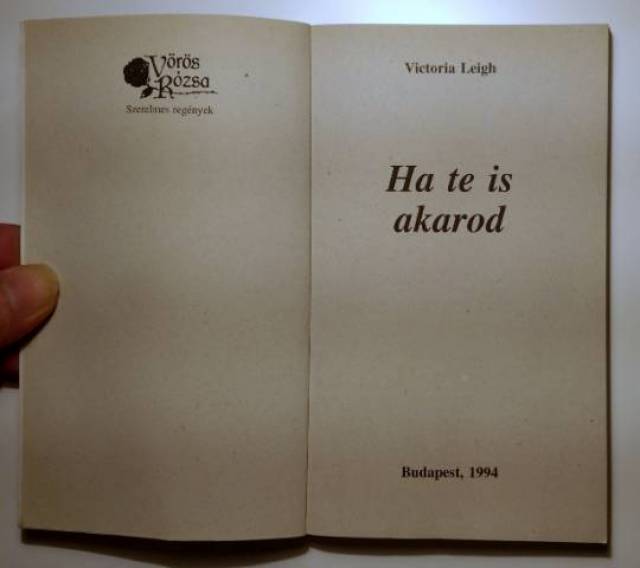 Vörös
Rózsa
Szerelmes regények
Victoria Leigh
Ha te is
akarod
Budapest, 1994